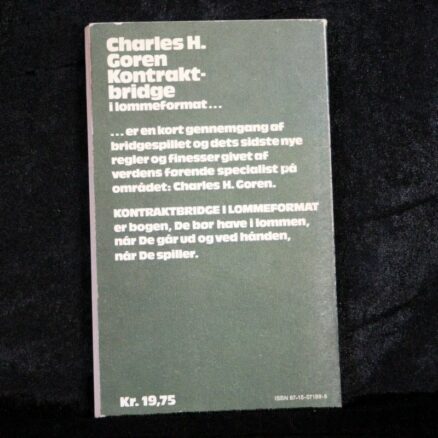 Charles H.
Goren
Kontrakt-
bridge
i lommeformat...
...er en kort gennemgang af
bridgespillet og dets sidste nye
regler og finesser givet af
verdens førende specialist på
området: Charles H. Goren.
KONTRAKTBRIDGE I LOMMEFORMAT
er bogen, De bør have i lommen,
når De går ud og ved hånden,
når De spiller.
Kr. 19,75
ISBN